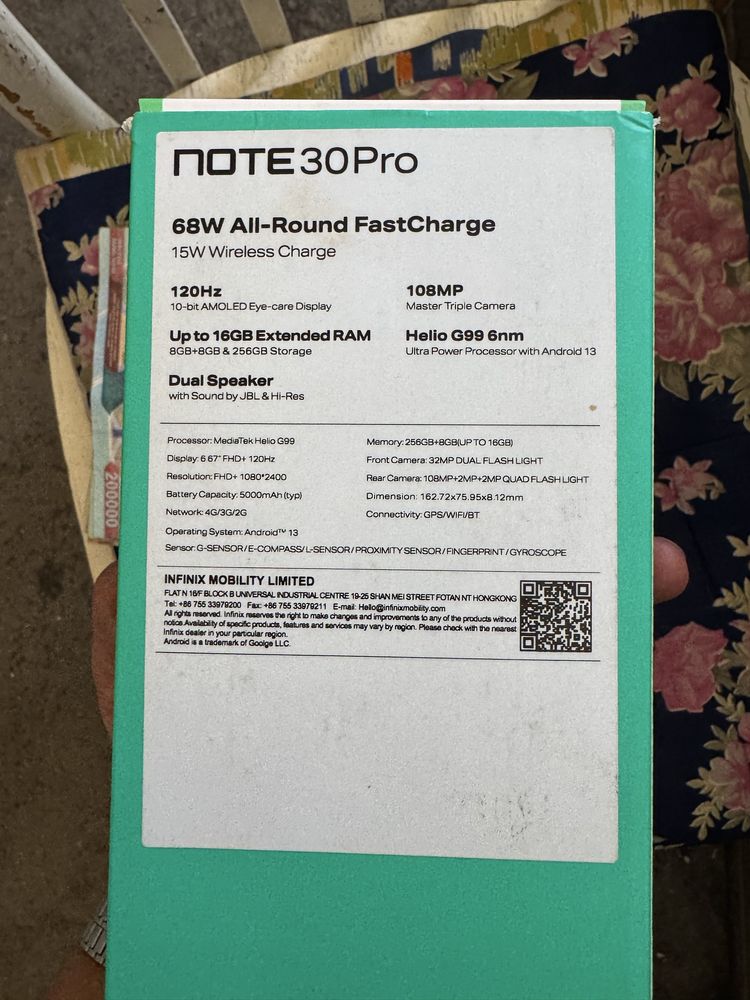 NOTE 30 Pro
68W All-Round FastCharge
15W Wireless Charge
120Hz
10-bit AMOLED Eye-care Display
108MP
Master Triple Camera
Up to 16GB Extended RAM
8GB+8GB & 256GB Storage
Helio G99 6nm
Ultra Power Processor with Android 13
Dual Speaker
with Sound by JBL & Hi-Res
Processor: MediaTek Helio G99
Display: 6.67" FHD+ 120Hz
Resolution: FHD+ 1080*2400
Battery Capacity: 5000mAh (typ)
Network: 4G/3G/2G
Operating System: Android™ 13
Memory: 256GB+8GB(UP TO 16GB)
Front Camera: 32MP DUAL FLASH LIGHT
Rear Camera: 108MP+2MP+2MP QUAD FLASH LIGHT
Dimension: 162.72x75.95x8.12mm
Connectivity: GPS/WIFI/BT
Sensor: G-SENSOR / E-COMPASS/ L-SENSOR / PROXIMITY SENSOR / FINGERPRINT / GYROSCOPE
INFINIX MOBILITY LIMITED
FLAT N 16/F BLOCK B UNIVERSAL INDUSTRIAL CENTRE 19-25 SHAN MEI STREET FOTAN NT HONGKONG
Tel: +86 755 33979200 Fax: +86 755 33979211 E-mail: Hello@infinixmobility.com
All rights reserved. Infinix reserves the right to make changes and improvements to any of the products without
notice.Availability of specific products, features and services may vary by region. Please check with the nearest
Infinix dealer in your particular region.
Android is a trademark of Goolge LLC.
200000